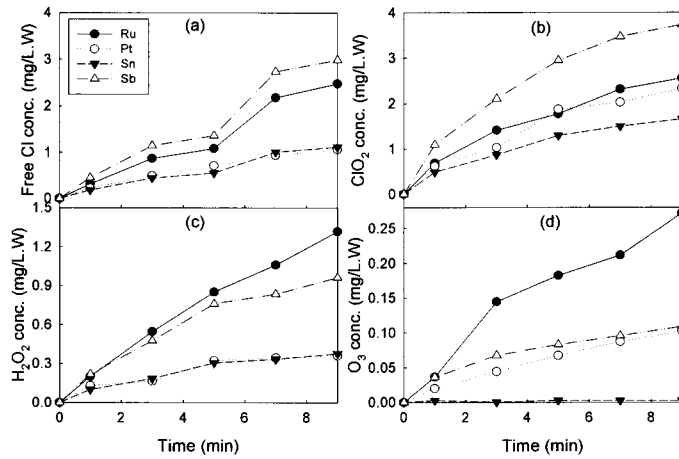 (a)
Ru
Pt
Sn
Sb
Free Cl conc. (mg/L.W)
4
3
2
1
0
(b)
ClO2 conc. (mg/L.W)
4
3
2
1
0
(c)
H2O2 conc. (mg/L.W)
1.5
1.2
0.9
0.6
0.3
0.0
0 2 4 6 8
Time (min)
(d)
O3 conc. (mg/L.W)
0.25
0.20
0.15
0.10
0.05
0.00
0 2 4 6 8
Time (min)